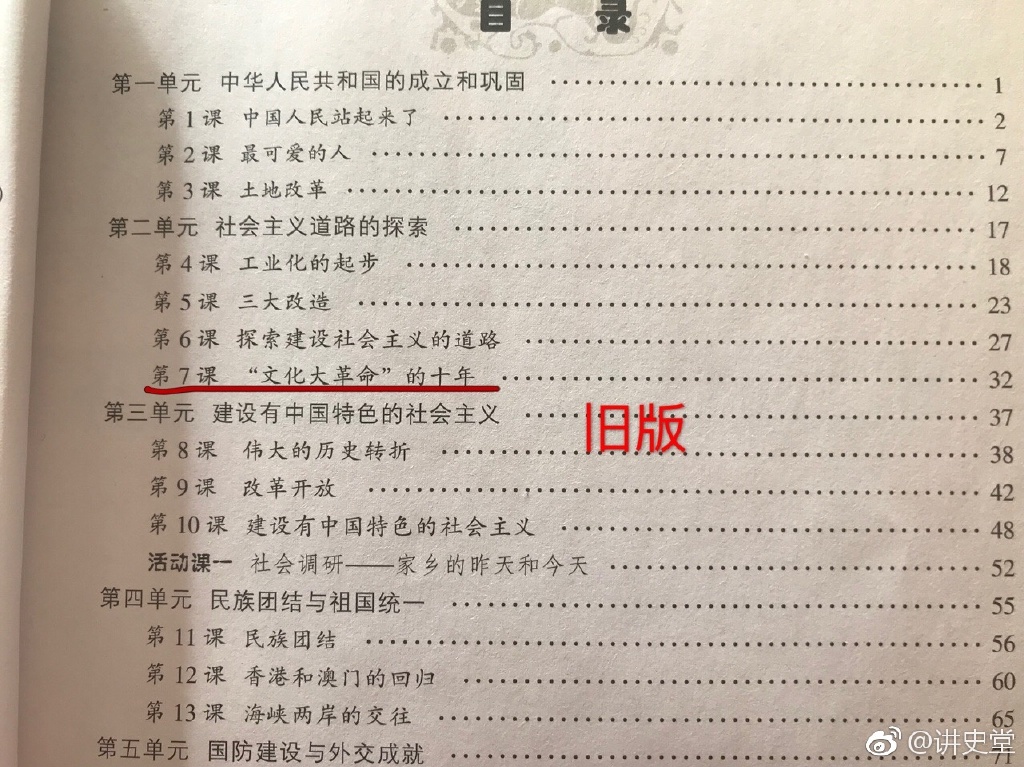 目 录
第一单元 中华人民共和国的成立和巩固 ································ 1
第 1 课 中国人民站起来了 ································ 2
第 2 课 最可爱的人 ································ 7
第 3 课 土地改革 ································ 12
第二单元 社会主义道路的探索 ································ 17
第 4 课 工业化的起步 ································ 18
第 5 课 三大改造 ································ 23
第 6 课 探索建设社会主义的道路 ································ 27
第 7 课 “文化大革命”的十年 ································ 32
第三单元 建设有中国特色的社会主义 ································ 37
旧版
第 8 课 伟大的历史转折 ································ 38
第 9 课 改革开放 ································ 42
第 10 课 建设有中国特色的社会主义 ································ 48
活动课一 社会调研——家乡的昨天和今天 ································ 52
第四单元 民族团结与祖国统一 ································ 55
第 11 课 民族团结 ································ 56
第 12 课 香港和澳门的回归 ································ 60
第 13 课 海峡两岸的交往 ································ 65
第五单元 国防建设与外交成就 ································ 71
@讲史堂